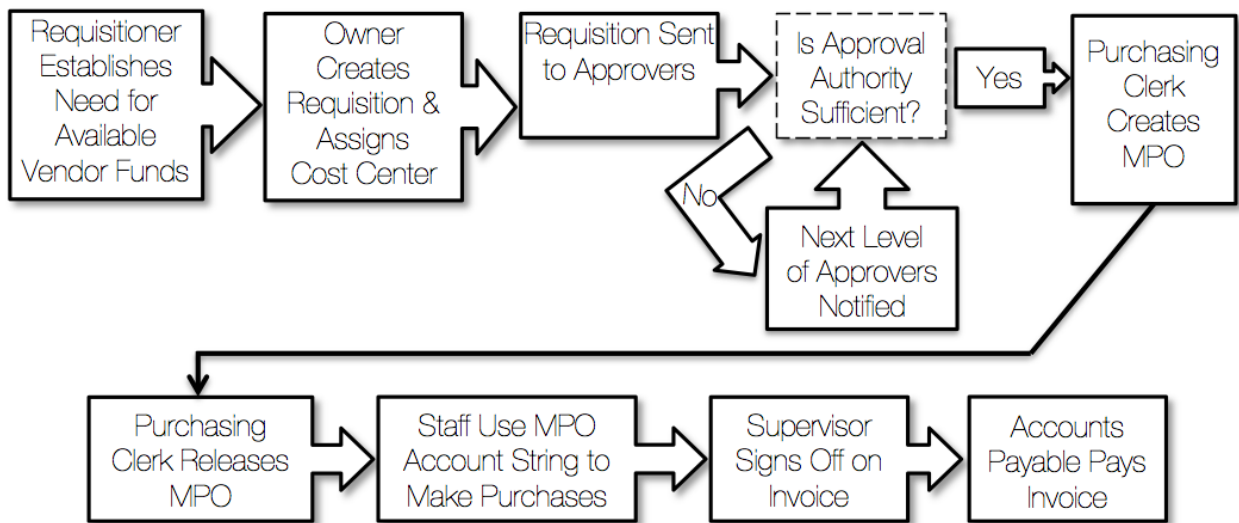 Requisitioner
Establishes
Need for
Available
Vendor Funds
Owner
Creates
Requisition &
Assigns
Cost Center
Requisition Sent
to Approvers
Is Approval
Authority
Sufficient?
Yes
Purchasing
Clerk
Creates
MPO
No
Next Level
of Approvers
Notified
Purchasing
Clerk Releases
MPO
Staff Use MPO
Account String to
Make Purchases
Supervisor
Signs Off on
Invoice
Accounts
Payable Pays
Invoice